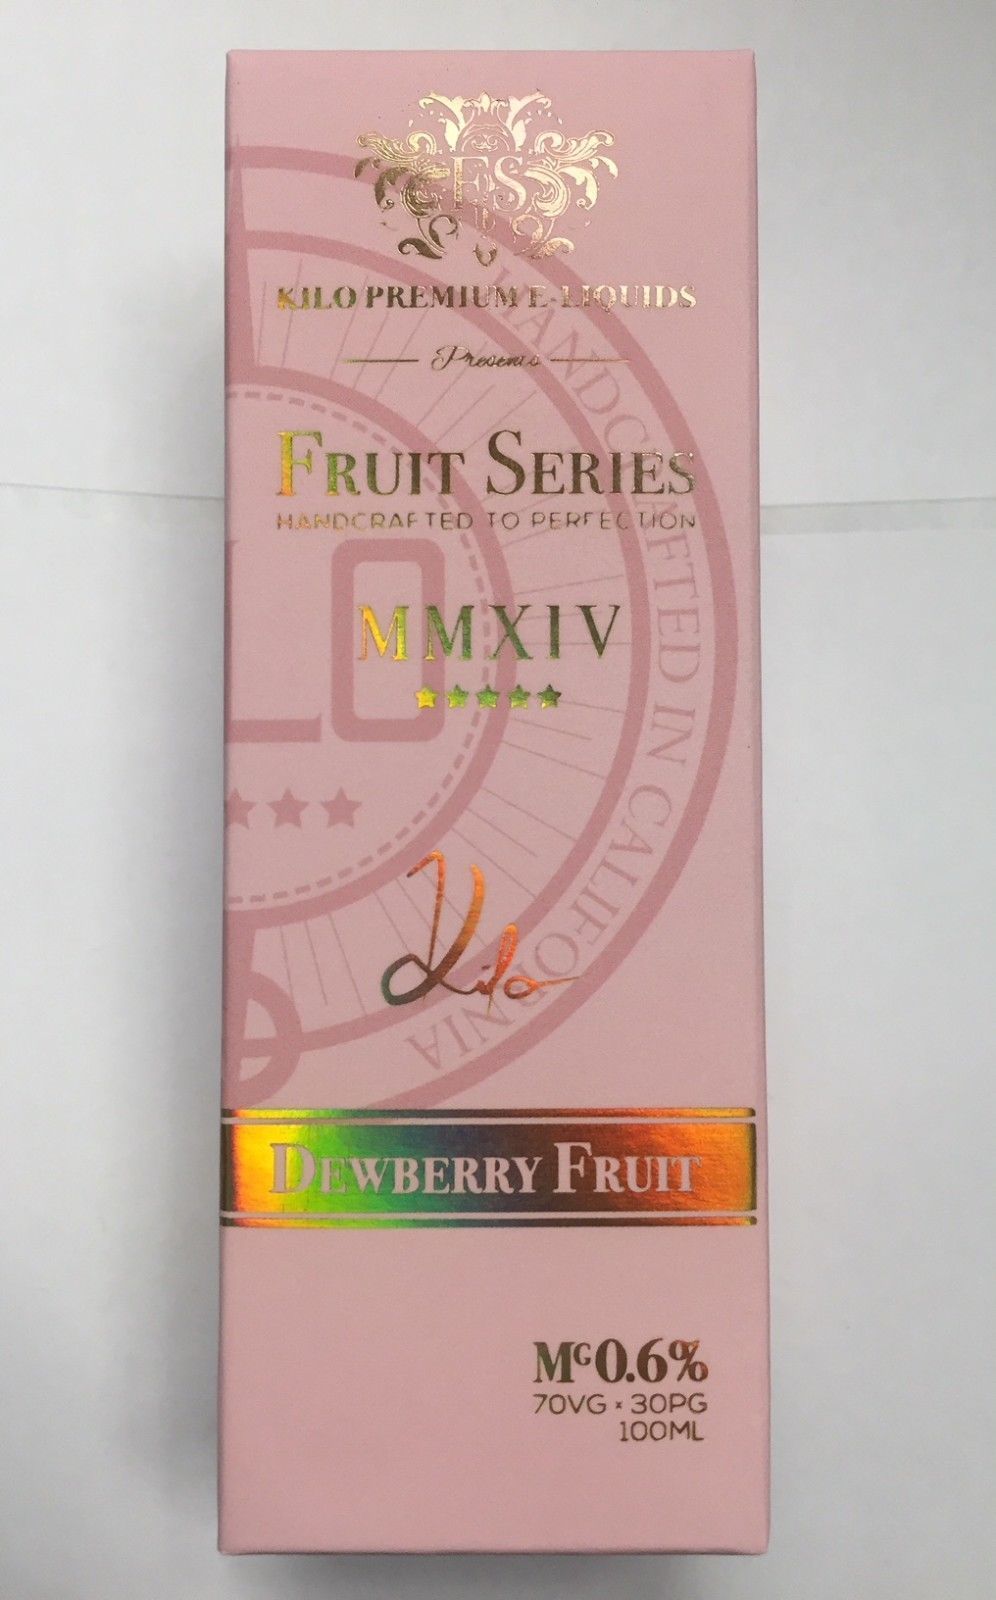 FS
KILO PREMIUM E-LIQUIDS
Presents
FRUIT SERIES
HANDCRAFTED TO PERFECTION
MMXIV
LO
HANDCRAFTED IN CALIFORNIA
Kilo
DEWBERRY FRUIT
MG0.6%
70VG × 30PG
100ML